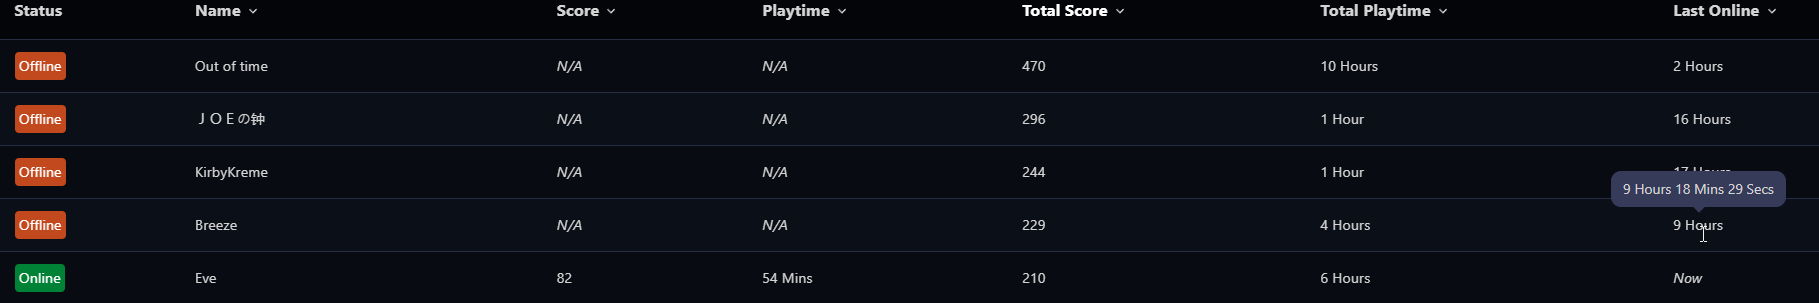 Status Name Score Playtime Total Score Total Playtime Last Online
Offline Out of time N/A N/A 470 10 Hours 2 Hours
Offline ＪＯＥの钟 N/A N/A 296 1 Hour 16 Hours
Offline KirbyKreme N/A N/A 244 1 Hour 17 Hours
9 Hours 18 Mins 29 Secs
Offline Breeze N/A N/A 229 4 Hours 9 Hours
Online Eve 82 54 Mins 210 6 Hours Now